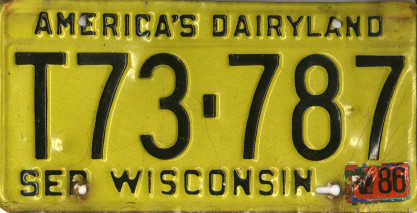 AMERICA'S DAIRYLAND
T73-787
SEP WISCONSIN 86